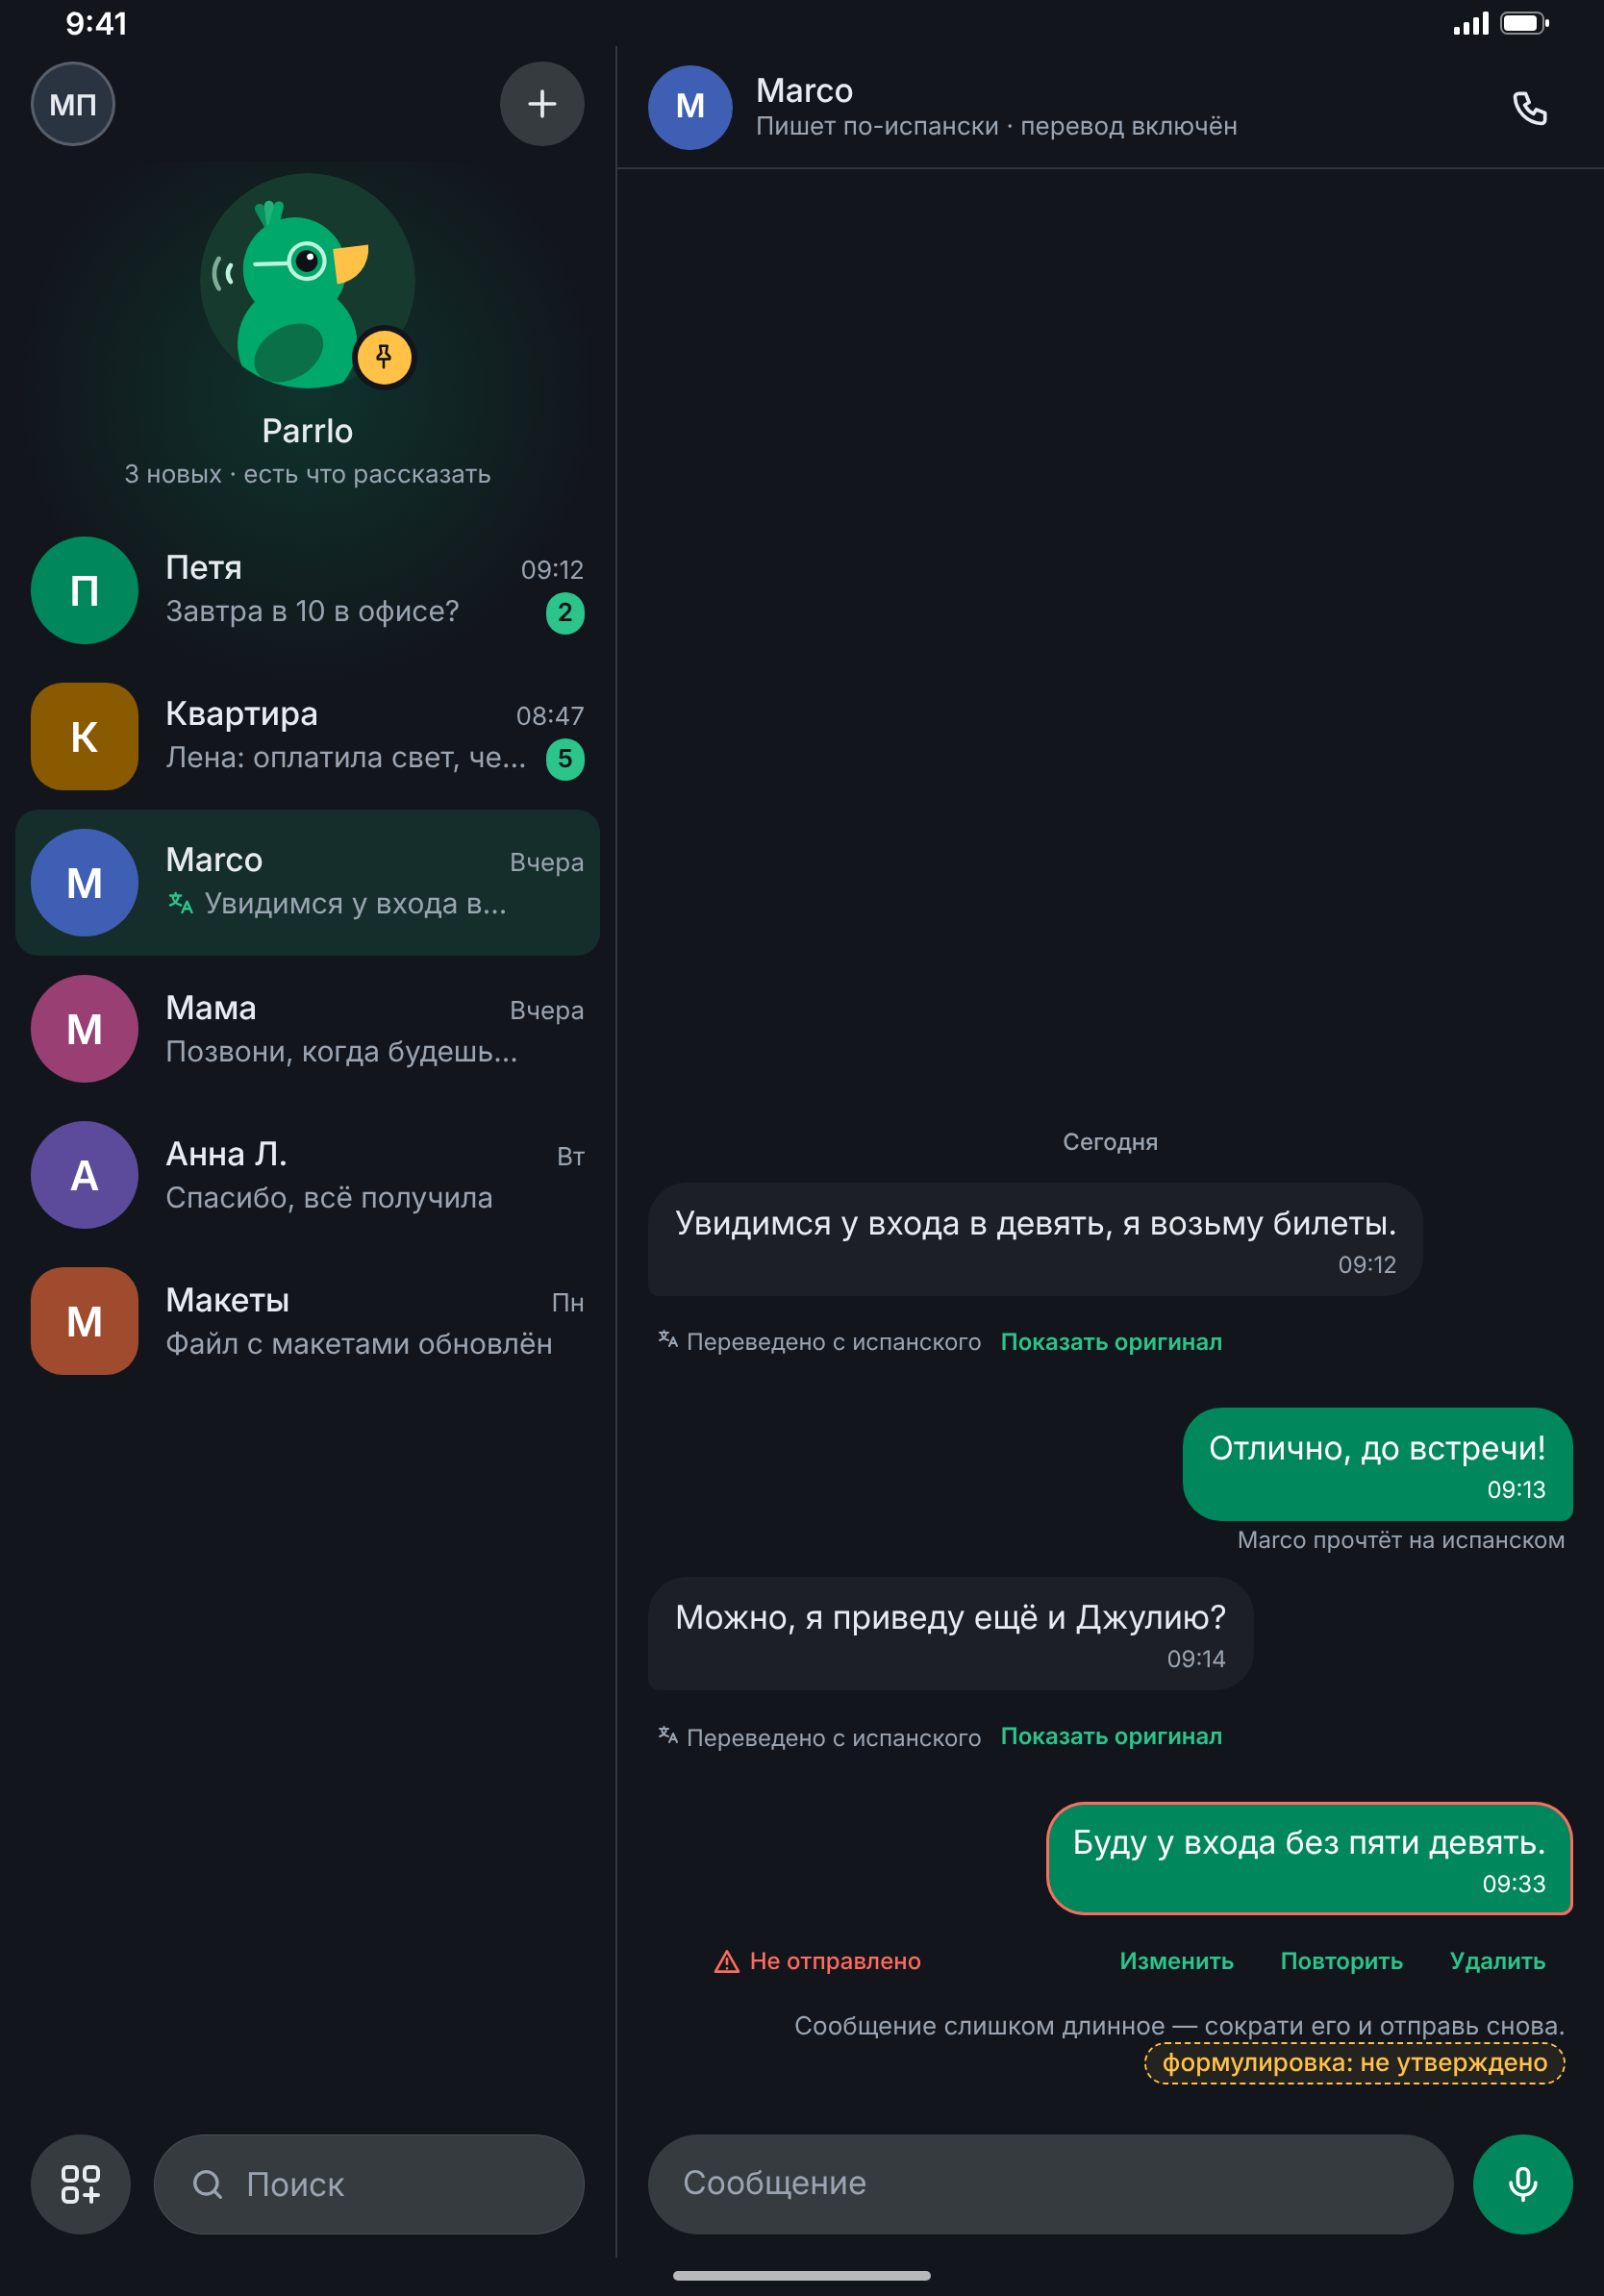 9:41
МП
Parrlo
3 новых · есть что рассказать
П
Петя
09:12
Завтра в 10 в офисе?
2
К
Квартира
08:47
Лена: оплатила свет, че...
5
M
Marco
Вчера
Увидимся у входа в...
М
Мама
Вчера
Позвони, когда будешь...
А
Анна Л.
Вт
Спасибо, всё получила
М
Макеты
Пн
Файл с макетами обновлён
Поиск
M
Marco
Пишет по-испански · перевод включён
Сегодня
Увидимся у входа в девять, я возьму билеты.
09:12
Переведено с испанского Показать оригинал
Отлично, до встречи!
09:13
Marco прочтёт на испанском
Можно, я приведу ещё и Джулию?
09:14
Переведено с испанского Показать оригинал
Буду у входа без пяти девять.
09:33
Не отправлено Изменить Повторить Удалить
Сообщение слишком длинное — сократи его и отправь снова.
формулировка: не утверждено
Сообщение